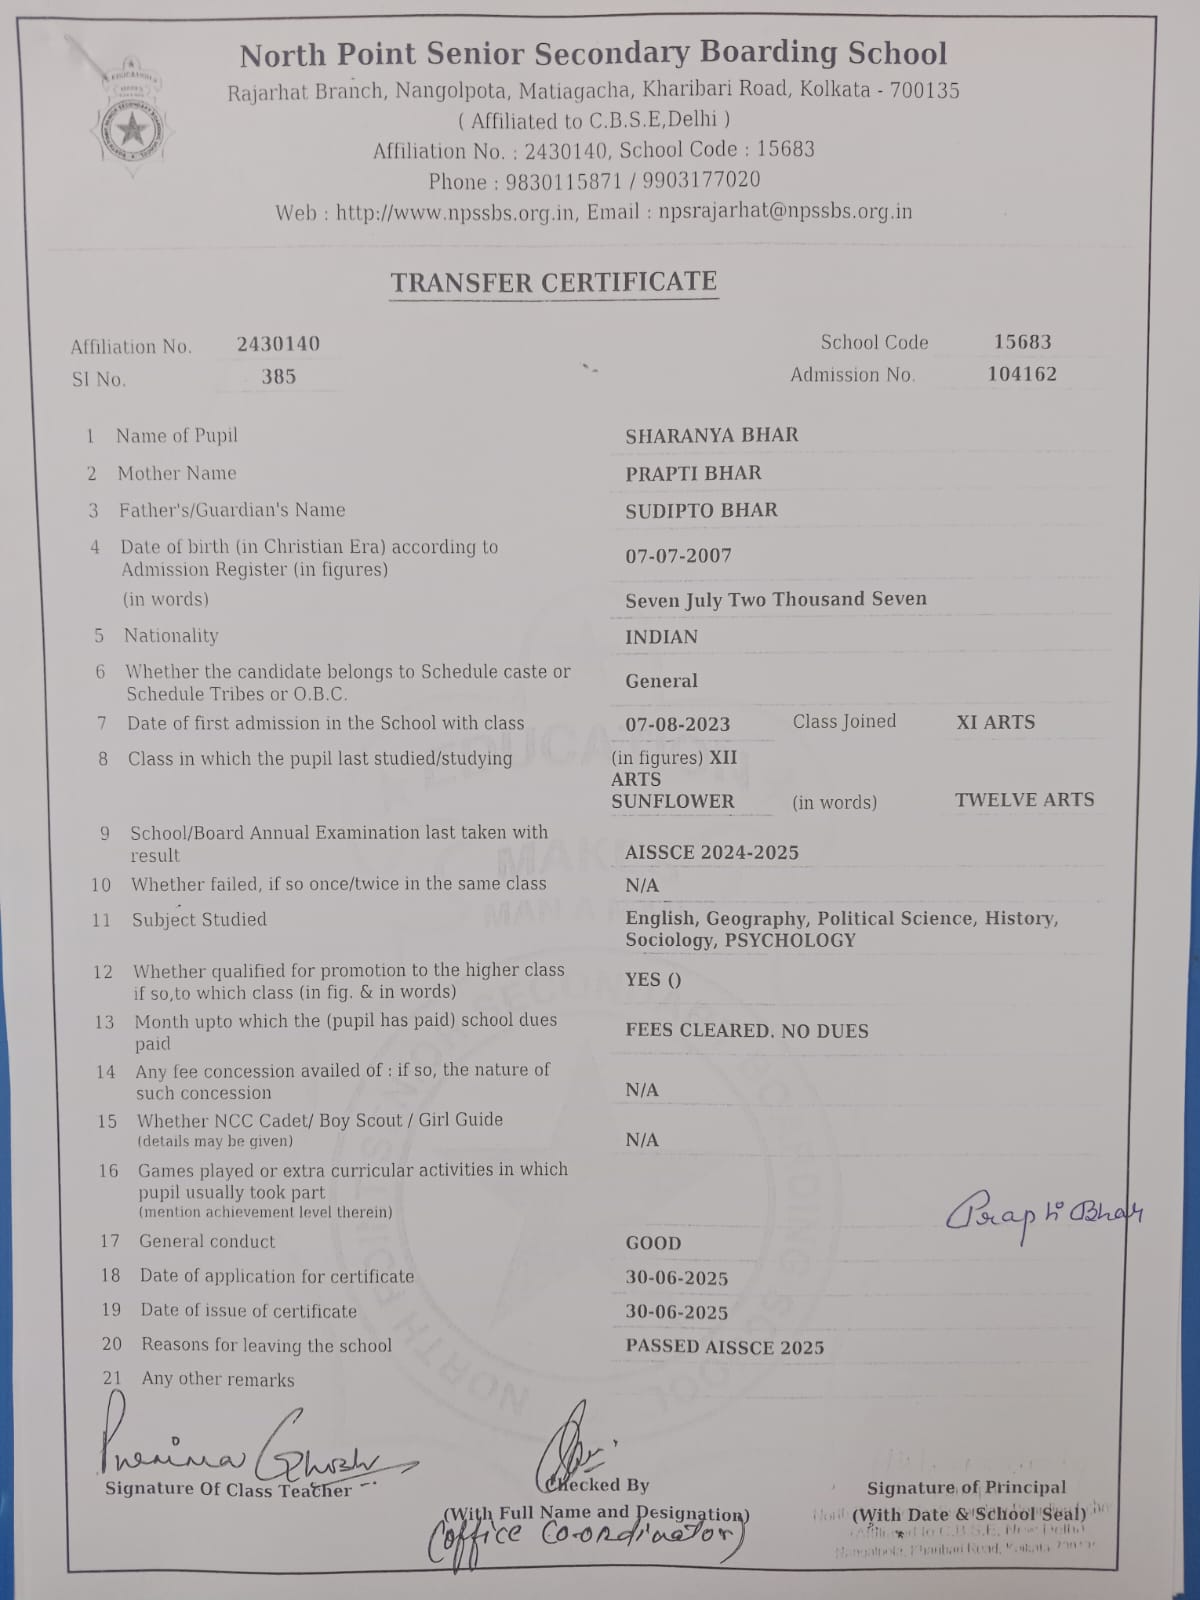 North Point Senior Secondary Boarding School
Rajarhat Branch, Nangolpota, Matiagacha, Kharibari Road, Kolkata - 700135
( Affiliated to C.B.S.E,Delhi )
Affiliation No. : 2430140, School Code : 15683
Phone : 9830115871 / 9903177020
Web : http://www.npssbs.org.in, Email : npsrajarhat@npssbs.org.in
TRANSFER CERTIFICATE
Affiliation No. 2430140 School Code 15683
SI No. 385 Admission No. 104162
1 Name of Pupil SHARANYA BHAR
2 Mother Name PRAPTI BHAR
3 Father's/Guardian's Name SUDIPTO BHAR
4 Date of birth (in Christian Era) according to
Admission Register (in figures) 07-07-2007
(in words) Seven July Two Thousand Seven
5 Nationality INDIAN
6 Whether the candidate belongs to Schedule caste or
Schedule Tribes or O.B.C. General
7 Date of first admission in the School with class 07-08-2023 Class Joined XI ARTS
8 Class in which the pupil last studied/studying (in figures) XII
ARTS
SUNFLOWER (in words) TWELVE ARTS
9 School/Board Annual Examination last taken with
result AISSCE 2024-2025
10 Whether failed, if so once/twice in the same class N/A
11 Subject Studied English, Geography, Political Science, History,
Sociology, PSYCHOLOGY
12 Whether qualified for promotion to the higher class
if so,to which class (in fig. & in words) YES ()
13 Month upto which the (pupil has paid) school dues
paid FEES CLEARED. NO DUES
14 Any fee concession availed of : if so, the nature of
such concession N/A
15 Whether NCC Cadet/ Boy Scout / Girl Guide
(details may be given) N/A
16 Games played or extra curricular activities in which
pupil usually took part
(mention achievement level therein)
Prapti Bhar
17 General conduct GOOD
18 Date of application for certificate 30-06-2025
19 Date of issue of certificate 30-06-2025
20 Reasons for leaving the school PASSED AISSCE 2025
21 Any other remarks
Ghosh
Signature Of Class Teacher Checked By Signature of Principal
(With Full Name and Designation) (With Date & School Seal)
(Office Co-ordinator)